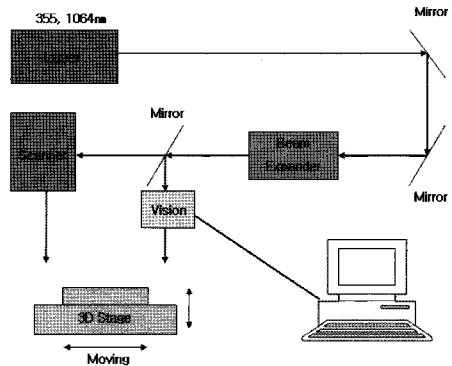 355, 1064nm
Laser
Mirror
Mirror
Scanner
Beam
Expander
Mirror
Vision
3D Stage
Moving